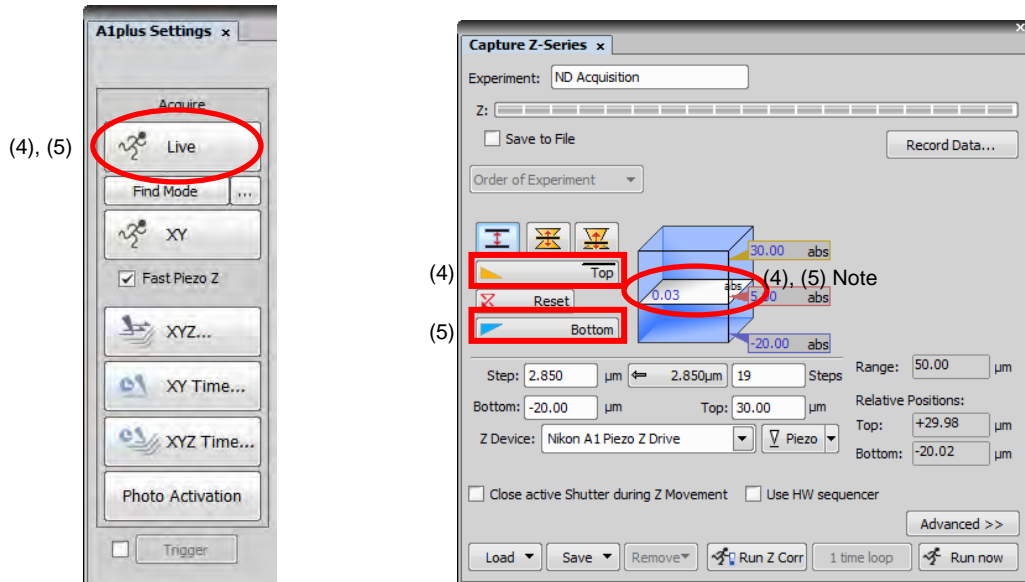 A1plus Settings x
Acquire
(4), (5)
Live
Find Mode ...
XY
Fast Piezo Z
XYZ...
XY Time...
XYZ Time...
Photo Activation
Trigger
x
Capture Z-Series x
Experiment: ND Acquisition
Z:
Save to File
Record Data...
Order of Experiment
30.00 abs
(4)
Top
abs
(4), (5) Note
0.03
5.00 abs
Reset
(5)
Bottom
-20.00 abs
Step: 2.850 µm 2.850µm 19 Steps
Range: 50.00 µm
Bottom: -20.00 µm Top: 30.00 µm
Relative Positions:
Top: +29.98 µm
Z Device: Nikon A1 Piezo Z Drive Piezo
Bottom: -20.02 µm
Close active Shutter during Z Movement Use HW sequencer
Advanced >>
Load Save Remove Run Z Corr 1 time loop Run now